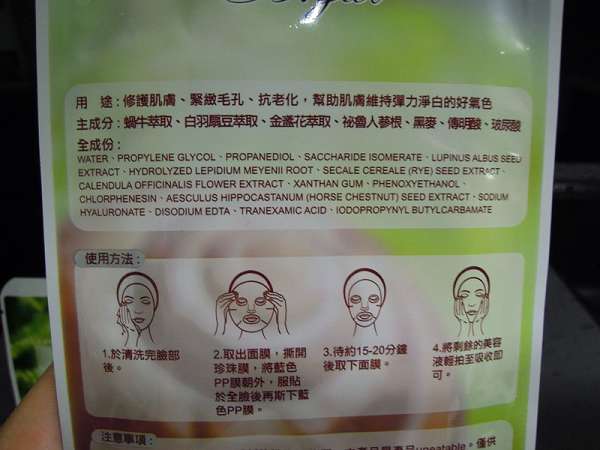 用　途：修護肌膚、緊緻毛孔、抗老化，幫助肌膚維持彈力淨白的好氣色
主成分：蝸牛萃取、白羽扇豆萃取、金盞花萃取、祕魯人蔘根、黑麥、傳明酸、玻尿酸
全成份：
WATER、PROPYLENE GLYCOL、PROPANEDIOL、SACCHARIDE ISOMERATE、LUPINUS ALBUS SEED
EXTRACT、HYDROLYZED LEPIDIUM MEYENII ROOT、SECALE CEREALE (RYE) SEED EXTRACT、
CALENDULA OFFICINALIS FLOWER EXTRACT、XANTHAN GUM、PHENOXYETHANOL、
CHLORPHENESIN、AESCULUS HIPPOCASTANUM (HORSE CHESTNUT) SEED EXTRACT、SODIUM
HYALURONATE、DISODIUM EDTA、TRANEXAMIC ACID、IODOPROPYNYL BUTYLCARBAMATE
使用方法：
1.於清洗完臉部
後。
2.取出面膜，撕開
珍珠膜，將藍色
PP膜朝外，服貼
於全臉後再斯下藍
色PP膜。
3.待約15-20分鐘
後取下面膜。
4.將剩餘的美容
液輕拍至吸收即
可。
注意事項：